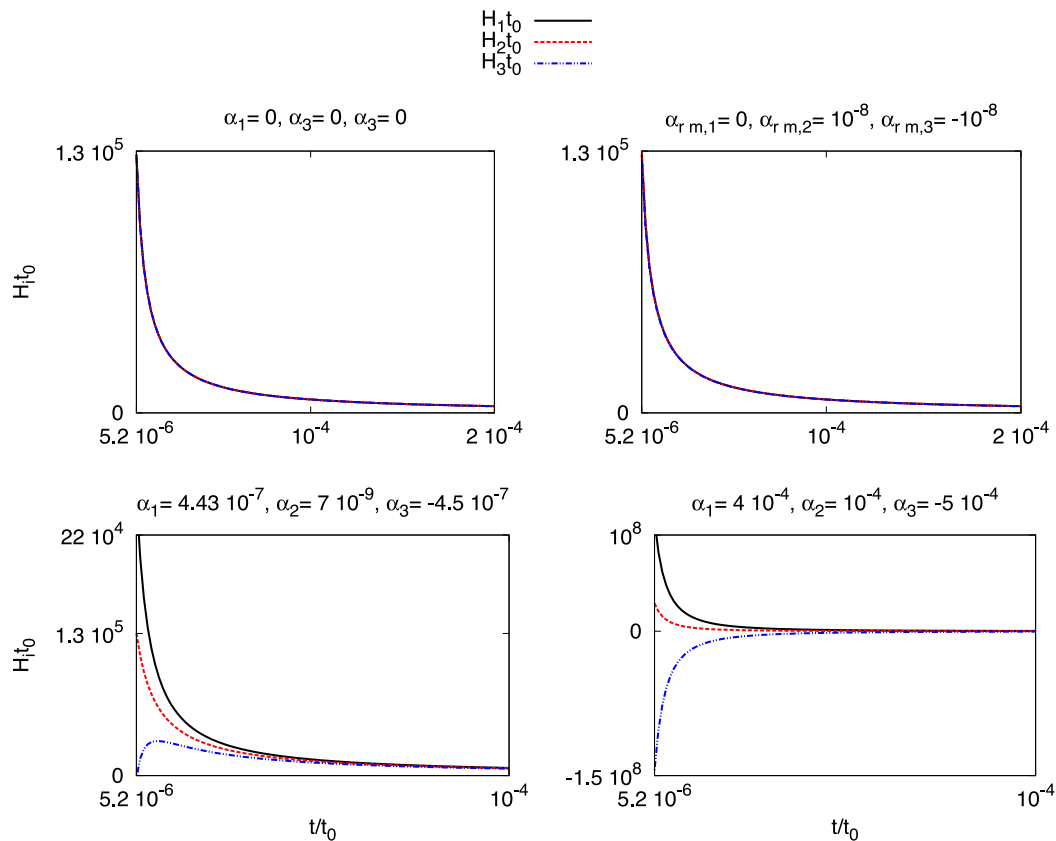 H₁t₀
H₂t₀
H₃t₀
α₁= 0, α₃= 0, α₃= 0
α_{r m,1}= 0, α_{r m,2}= 10⁻⁸, α_{r m,3}= -10⁻⁸
1.3 10⁵
1.3 10⁵
Hᵢt₀
0
0
5.2 10⁻⁶
10⁻⁴
2 10⁻⁴
5.2 10⁻⁶
10⁻⁴
2 10⁻⁴
α₁= 4.43 10⁻⁷, α₂= 7 10⁻⁹, α₃= -4.5 10⁻⁷
α₁= 4 10⁻⁴, α₂= 10⁻⁴, α₃= -5 10⁻⁴
22 10⁴
10⁸
1.3 10⁵
0
Hᵢt₀
0
-1.5 10⁸
5.2 10⁻⁶
10⁻⁴
5.2 10⁻⁶
10⁻⁴
t/t₀
t/t₀